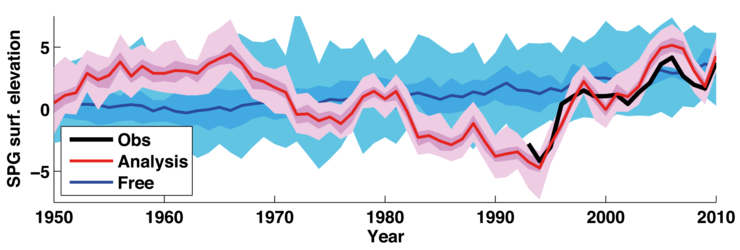 SPG surf. elevation
5
0
−5
Obs
Analysis
Free
1950 1960 1970 1980 1990 2000 2010
Year